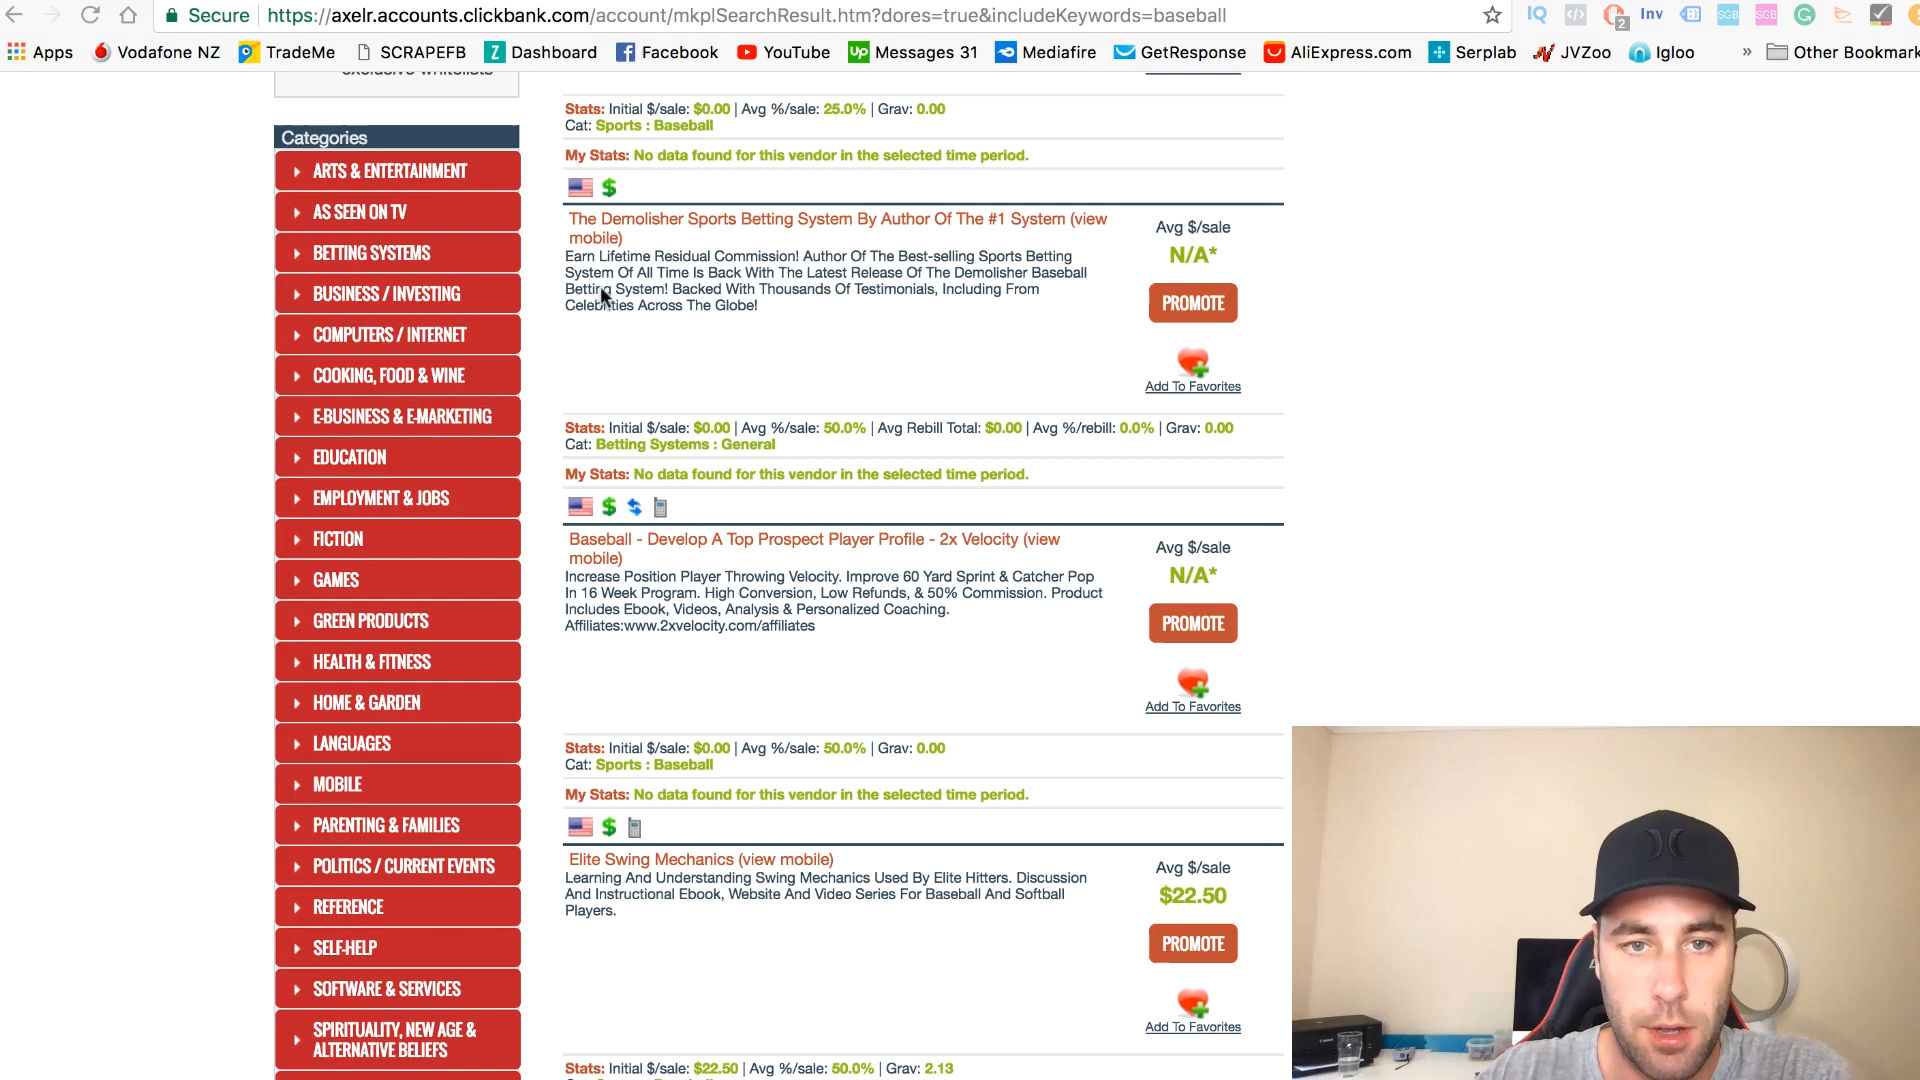 Secure https://axelr.accounts.clickbank.com/account/mkplSearchResult.htm?dores=true&includeKeywords=baseball
IQ </> 2 Inv SGB SGB
Apps Vodafone NZ TradeMe SCRAPEFB Z Dashboard Facebook YouTube Up Messages 31 Mediafire GetResponse AliExpress.com Serplab JVZoo Igloo » Other Bookmark
exclusive whitelists
Categories
ARTS & ENTERTAINMENT
AS SEEN ON TV
BETTING SYSTEMS
BUSINESS / INVESTING
COMPUTERS / INTERNET
COOKING, FOOD & WINE
E-BUSINESS & E-MARKETING
EDUCATION
EMPLOYMENT & JOBS
FICTION
GAMES
GREEN PRODUCTS
HEALTH & FITNESS
HOME & GARDEN
LANGUAGES
MOBILE
PARENTING & FAMILIES
POLITICS / CURRENT EVENTS
REFERENCE
SELF-HELP
SOFTWARE & SERVICES
SPIRITUALITY, NEW AGE &
ALTERNATIVE BELIEFS
Stats: Initial $/sale: $0.00 | Avg %/sale: 25.0% | Grav: 0.00
Cat: Sports : Baseball
My Stats: No data found for this vendor in the selected time period.
The Demolisher Sports Betting System By Author Of The #1 System (view
mobile)
Earn Lifetime Residual Commission! Author Of The Best-selling Sports Betting
System Of All Time Is Back With The Latest Release Of The Demolisher Baseball
Betting System! Backed With Thousands Of Testimonials, Including From
Celebrities Across The Globe!
Avg $/sale
N/A*
PROMOTE
Add To Favorites
Stats: Initial $/sale: $0.00 | Avg %/sale: 50.0% | Avg Rebill Total: $0.00 | Avg %/rebill: 0.0% | Grav: 0.00
Cat: Betting Systems : General
My Stats: No data found for this vendor in the selected time period.
Baseball - Develop A Top Prospect Player Profile - 2x Velocity (view
mobile)
Increase Position Player Throwing Velocity. Improve 60 Yard Sprint & Catcher Pop
In 16 Week Program. High Conversion, Low Refunds, & 50% Commission. Product
Includes Ebook, Videos, Analysis & Personalized Coaching.
Affiliates:www.2xvelocity.com/affiliates
Avg $/sale
N/A*
PROMOTE
Add To Favorites
Stats: Initial $/sale: $0.00 | Avg %/sale: 50.0% | Grav: 0.00
Cat: Sports : Baseball
My Stats: No data found for this vendor in the selected time period.
Elite Swing Mechanics (view mobile)
Learning And Understanding Swing Mechanics Used By Elite Hitters. Discussion
And Instructional Ebook, Website And Video Series For Baseball And Softball
Players.
Avg $/sale
$22.50
PROMOTE
Add To Favorites
Stats: Initial $/sale: $22.50 | Avg %/sale: 50.0% | Grav: 2.13